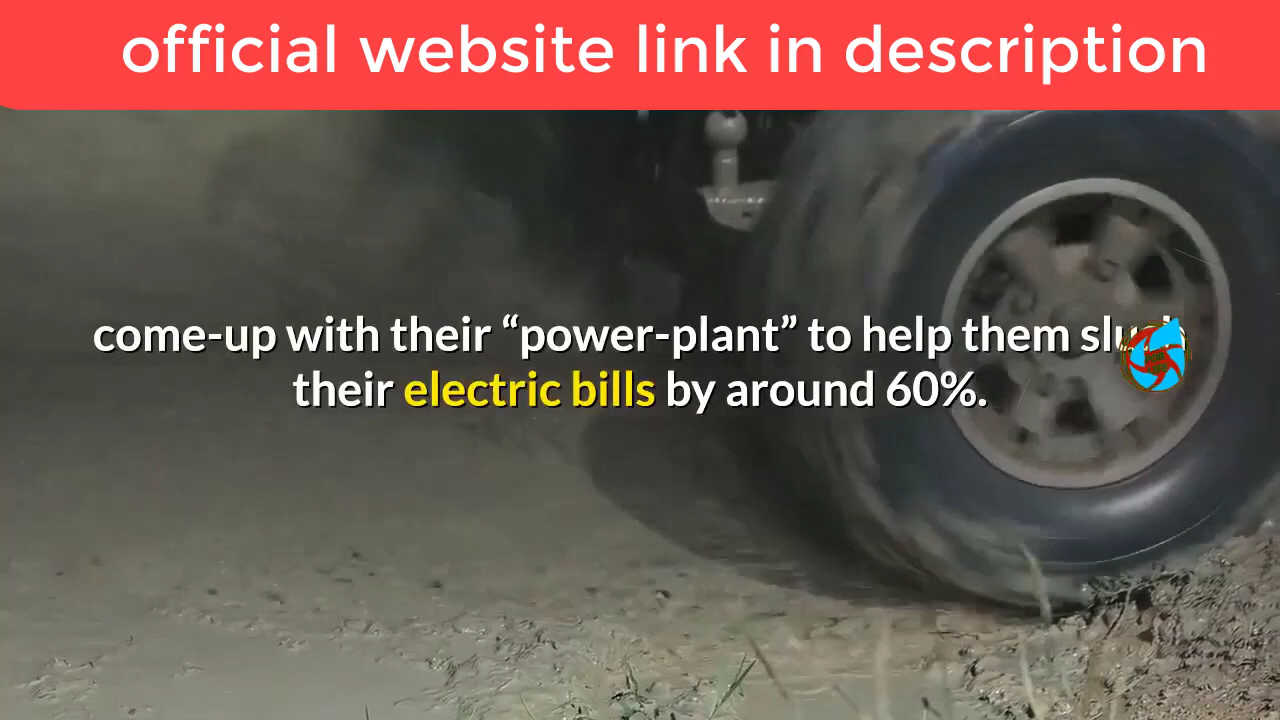 official website link in description
come-up with their “power-plant” to help them slush
their electric bills by around 60%.